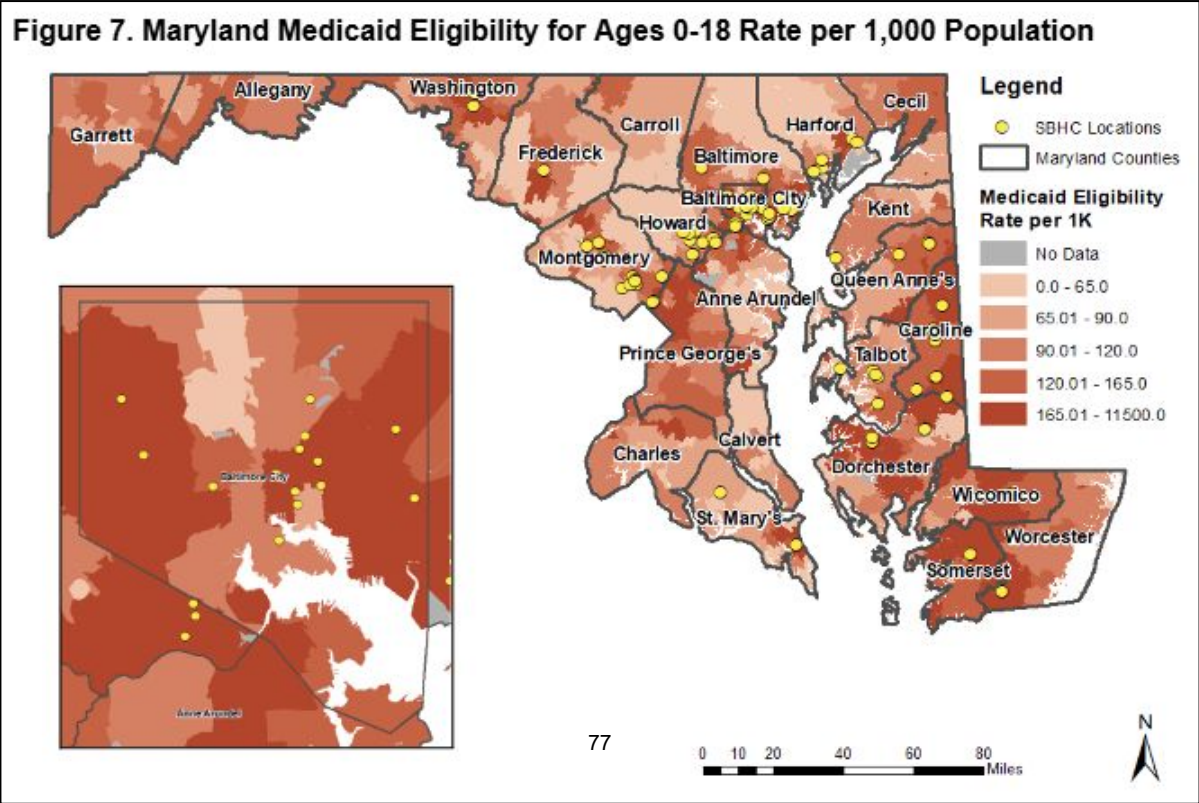 Figure 7. Maryland Medicaid Eligibility for Ages 0-18 Rate per 1,000 Population
Legend
SBHC Locations
Maryland Counties
Medicaid Eligibility
Rate per 1K
No Data
0.0 - 65.0
65.01 - 90.0
90.01 - 120.0
120.01 - 165.0
165.01 - 11500.0
Garrett
Allegany
Washington
Frederick
Carroll
Baltimore
Harford
Cecil
Baltimore City
Howard
Kent
Montgomery
Queen Anne's
Anne Arundel
Caroline
Prince George's
Talbot
Charles
Calvert
Dorchester
St. Mary's
Wicomico
Worcester
Somerset
Baltimore City
Anne Arundel
77
N
0 10 20 40 60 80
Miles